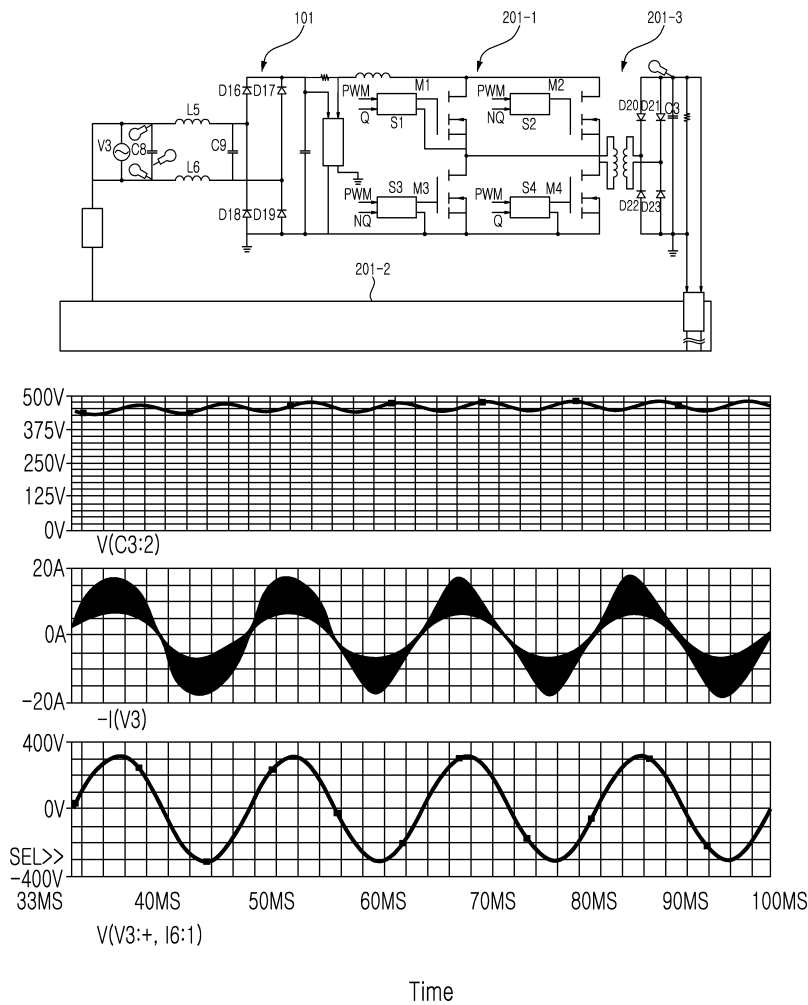 101
201-1
201-3
D16
D17
PWM
M1
PWM
M2
D20
D21
L5
Q
S1
NQ
S2
C3
V3
C8
L6
C9
S3
S4
PWM
M3
PWM
M4
D18
D19
NQ
Q
D22
D23
201-2
500V
375V
250V
125V
0V
V(C3:2)
20A
0A
-20A
-I(V3)
400V
0V
SEL>>
-400V
33MS 40MS 50MS 60MS 70MS 80MS 90MS 100MS
V(V3:+, I6:1)
Time